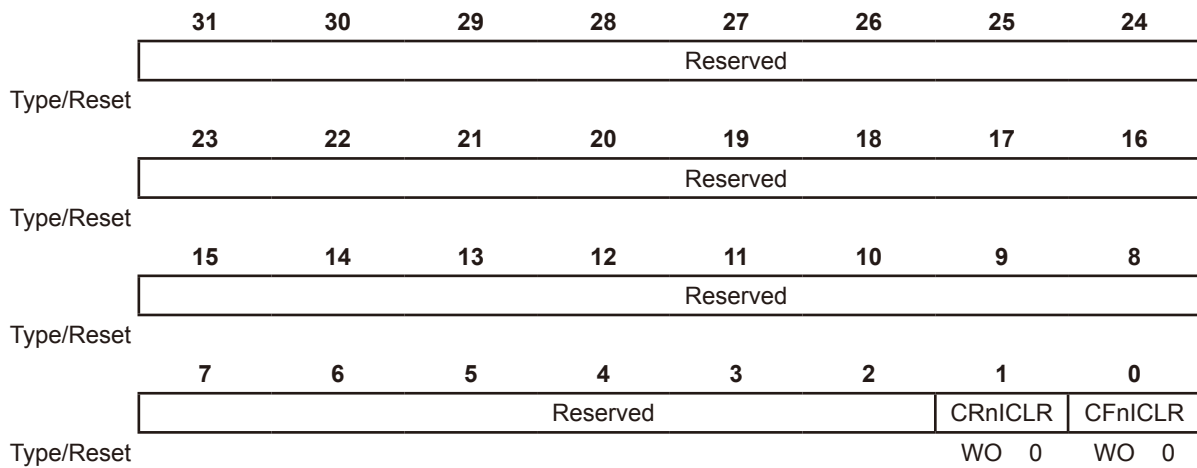 31 30 29 28 27 26 25 24
Reserved
Type/Reset
23 22 21 20 19 18 17 16
Reserved
Type/Reset
15 14 13 12 11 10 9 8
Reserved
Type/Reset
7 6 5 4 3 2 1 0
Reserved CRnICLR CFnICLR
Type/Reset WO 0 WO 0